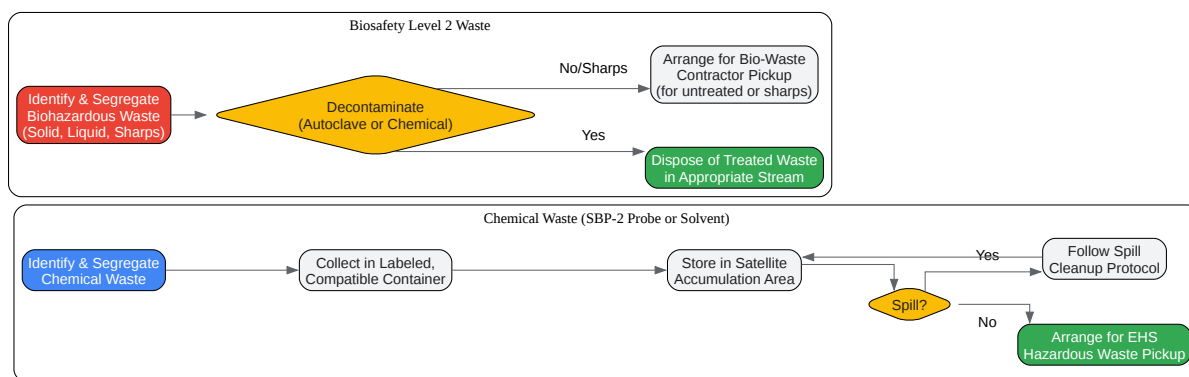 Biosafety Level 2 Waste
Identify & Segregate
Biohazardous Waste
(Solid, Liquid, Sharps)
Decontaminate
(Autoclave or Chemical)
No/Sharps
Arrange for Bio-Waste
Contractor Pickup
(for untreated or sharps)
Yes
Dispose of Treated Waste
in Appropriate Stream
Chemical Waste (SBP-2 Probe or Solvent)
Identify & Segregate
Chemical Waste
Collect in Labeled,
Compatible Container
Store in Satellite
Accumulation Area
Spill?
Yes
Follow Spill
Cleanup Protocol
No
Arrange for EHS
Hazardous Waste Pickup